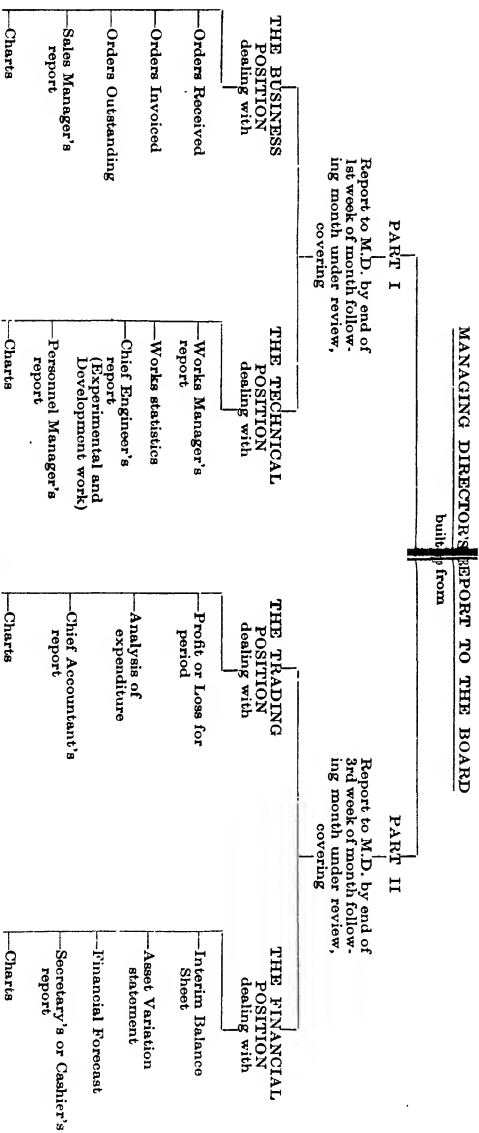 MANAGING DIRECTOR'S REPORT TO THE BOARD
built up from
PART I
Report to M.D. by end of
1st week of month follow-
ing month under review,
covering
THE BUSINESS
POSITION
dealing with
Orders Received
Orders Invoiced
Orders Outstanding
Sales Manager's
report
Charts
THE TECHNICAL
POSITION
dealing with
Works Manager's
report
Works statistics
Chief Engineer's
report
(Experimental and
Development work)
Personnel Manager's
report
Charts
PART II
Report to M.D. by end of
3rd week of month follow-
ing month under review,
covering
THE TRADING
POSITION
dealing with
Profit or Loss for
period
Analysis of
expenditure
Chief Accountant's
report
Charts
THE FINANCIAL
POSITION
dealing with
Interim Balance
Sheet
Asset Variation
statement
Financial Forecast
Secretary's or Cashier's
report
Charts